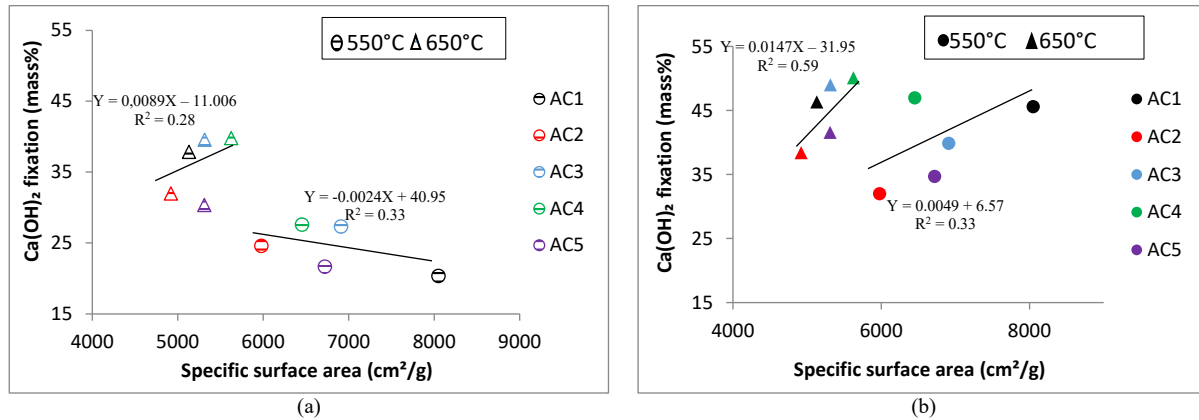 55
45
35
25
15
Ca(OH)₂ fixation (mass%)
550°C 650°C
Y = 0,0089X – 11.006
R² = 0.28
Y = -0.0024X + 40.95
R² = 0.33
AC1
AC2
AC3
AC4
AC5
4000 5000 6000 7000 8000 9000
Specific surface area (cm²/g)
(a)
55
45
35
25
15
Ca(OH)₂ fixation (mass%)
550°C 650°C
Y = 0.0147X – 31.95
R² = 0.59
Y = 0.0049 + 6.57
R² = 0.33
AC1
AC2
AC3
AC4
AC5
4000 6000 8000
Specific surface area (cm²/g)
(b)